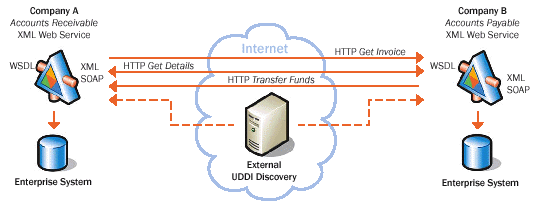 Company A
Accounts Receivable
XML Web Service
Company B
Accounts Payable
XML Web Service
Internet
HTTP Get Invoice
WSDL
XML
SOAP
HTTP Get Details
HTTP Transfer Funds
WSDL
XML
SOAP
External
UDDI Discovery
Enterprise System
Enterprise System